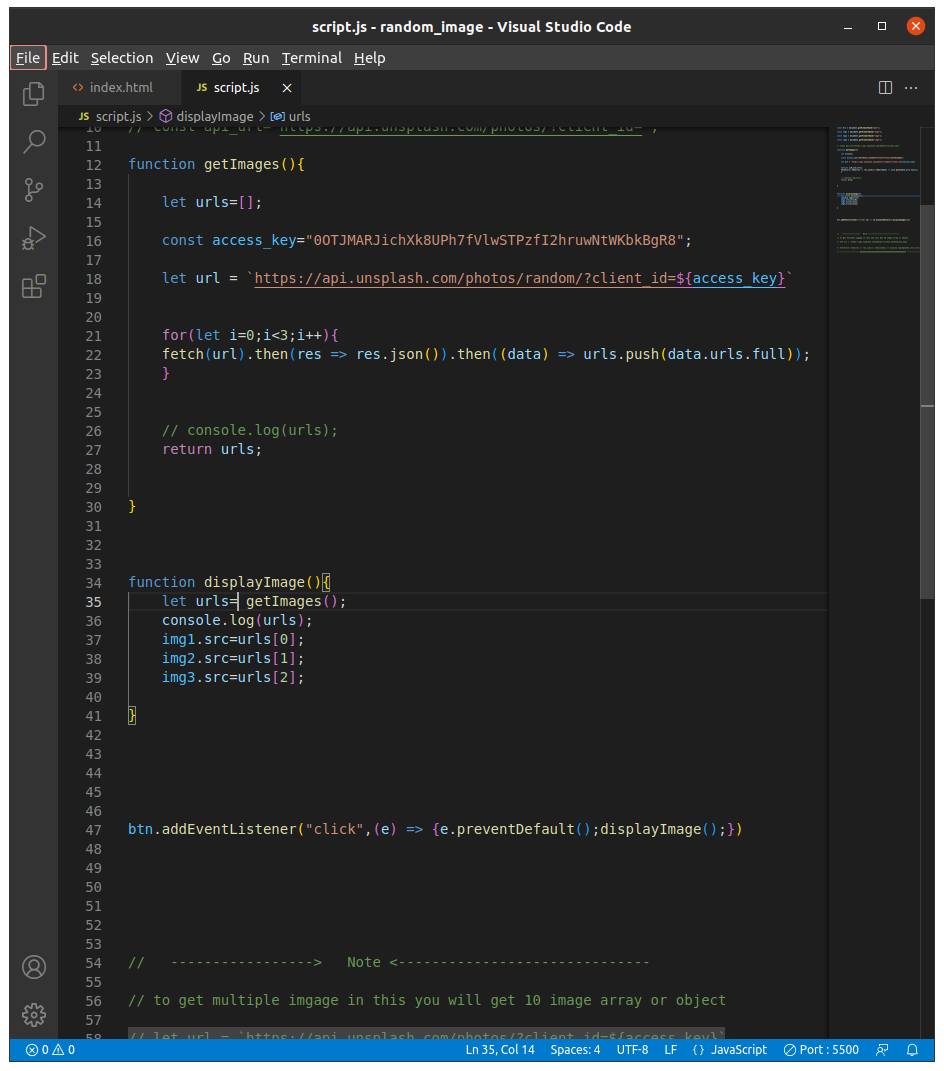 script.js - random_image - Visual Studio Code
File Edit Selection View Go Run Terminal Help
<> index.html JS script.js ×
JS script.js > displayImage > urls
10 // const api_url=`https://api.unsplash.com/photos/?client_id=`;
11
12 function getImages(){
13
14 let urls=[];
15
16 const access_key="0OTJMARJichXk8UPh7fVlwSTPzfI2hruwNtWKbkBgR8";
17
18 let url = `https://api.unsplash.com/photos/random/?client_id=${access_key}`
19
20
21 for(let i=0;i<3;i++){
22 fetch(url).then(res => res.json()).then((data) => urls.push(data.urls.full));
23 }
24
25
26 // console.log(urls);
27 return urls;
28
29
30 }
31
32
33
34 function displayImage(){
35 let urls= getImages();
36 console.log(urls);
37 img1.src=urls[0];
38 img2.src=urls[1];
39 img3.src=urls[2];
40
41 }
42
43
44
45
46
47 btn.addEventListener("click",(e) => {e.preventDefault();displayImage();})
48
49
50
51
52
53
54 // -----------------> Note <------------------------------
55
56 // to get multiple imgage in this you will get 10 image array or object
57
58 // let url = `https://api.unsplash.com/photos/?client_id=${access_key}`
0 0 Ln 35, Col 14 Spaces: 4 UTF-8 LF {} JavaScript Port : 5500